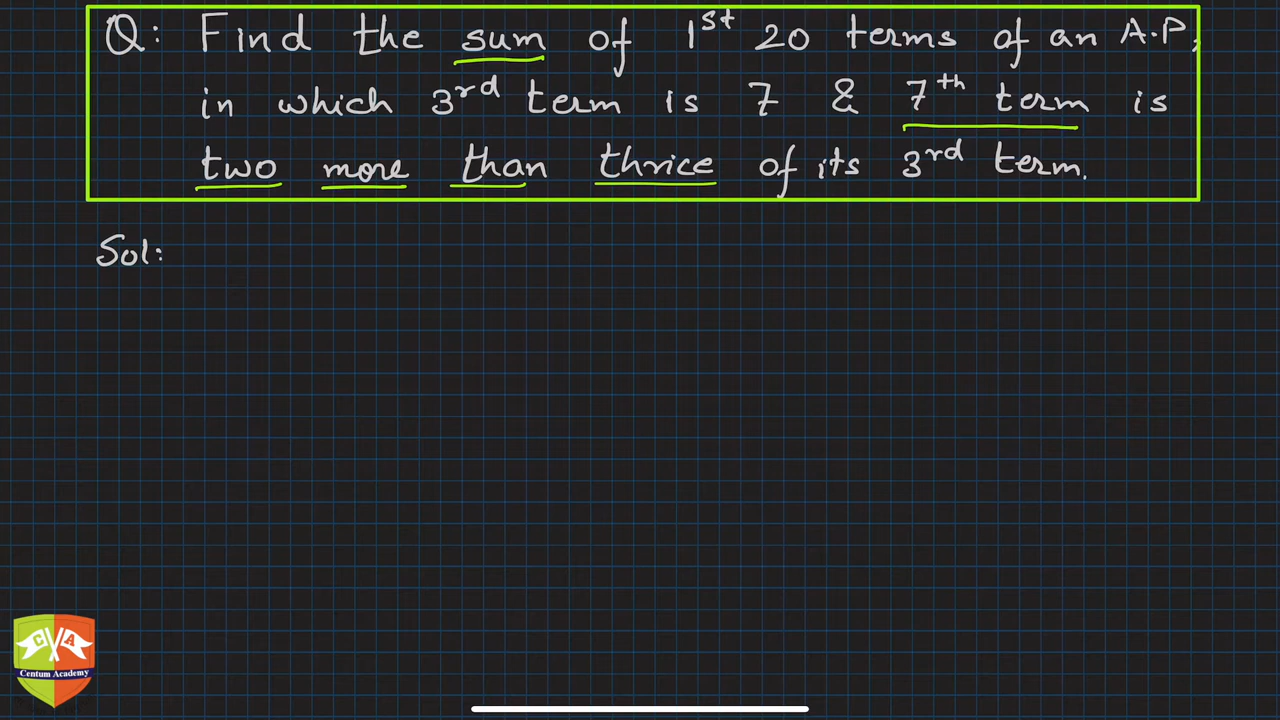 Q: Find the sum of 1st 20 terms of an A.P,
in which 3rd term is 7 & 7th term is
two more than thrice of its 3rd term.
Sol:
C A
Centum Academy